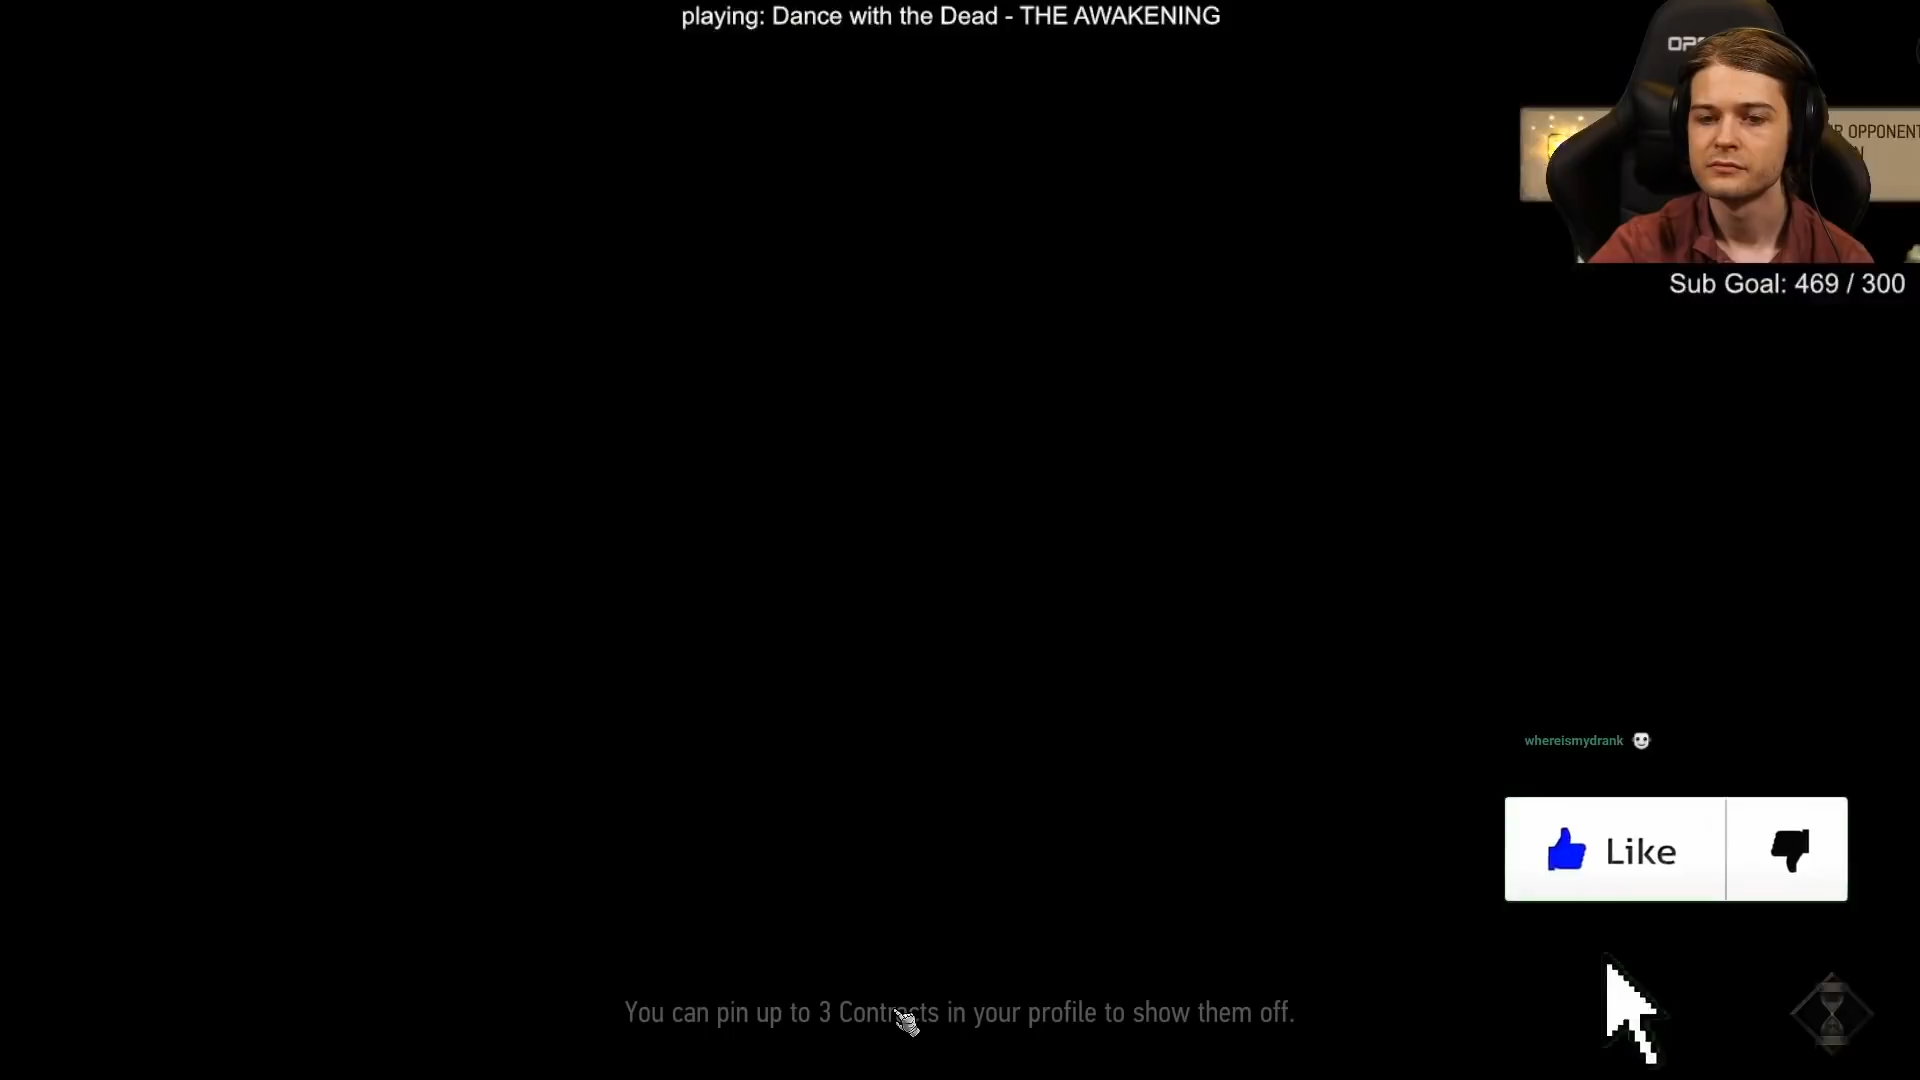 playing: Dance with the Dead - THE AWAKENING
OPPONENT
Sub Goal: 469 / 300
whereismydrank
Like
You can pin up to 3 Contracts in your profile to show them off.